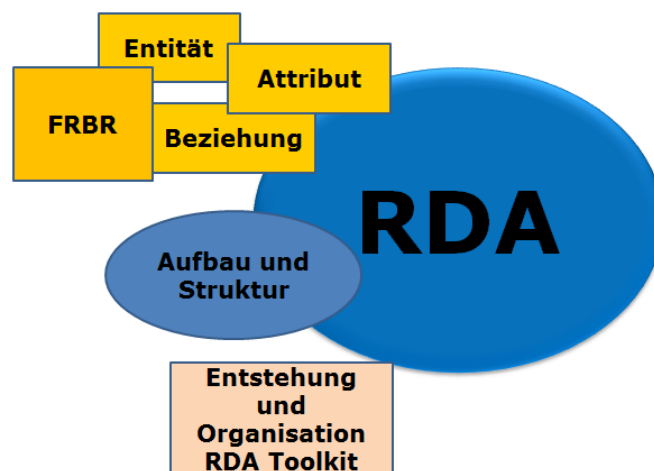 Entität
Attribut
FRBR
Beziehung
RDA
Aufbau und
Struktur
Entstehung
und
Organisation
RDA Toolkit